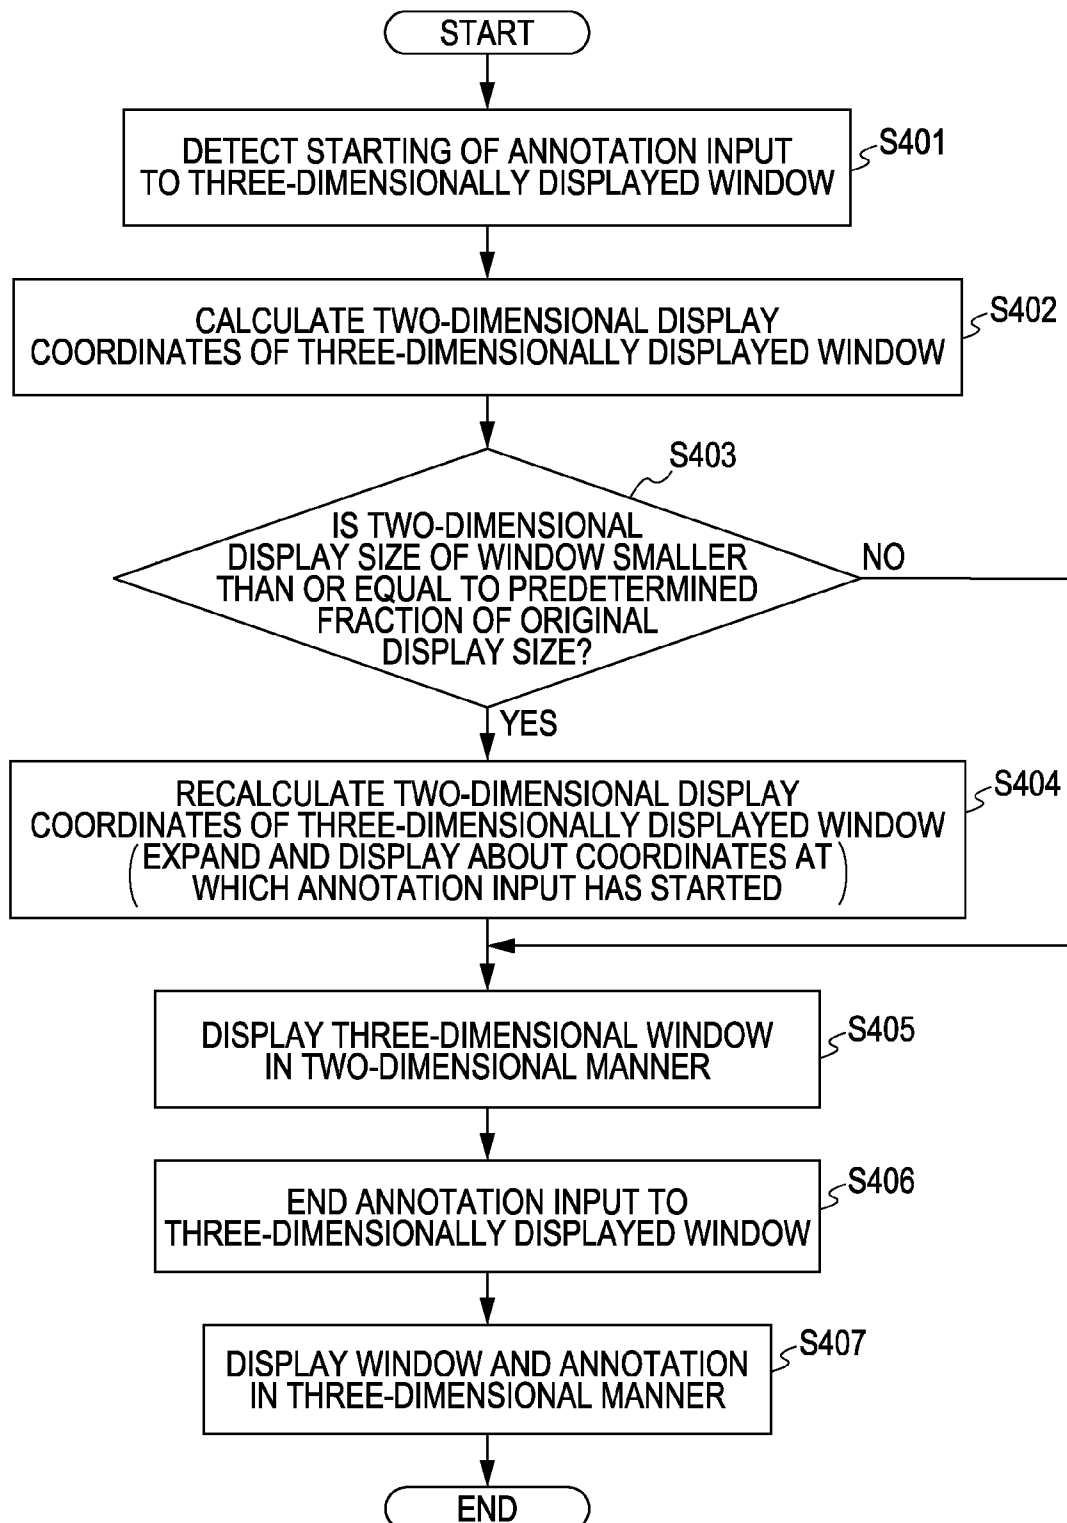 START
DETECT STARTING OF ANNOTATION INPUT
TO THREE-DIMENSIONALLY DISPLAYED WINDOW
S401
CALCULATE TWO-DIMENSIONAL DISPLAY
COORDINATES OF THREE-DIMENSIONALLY DISPLAYED WINDOW
S402
S403
IS TWO-DIMENSIONAL
DISPLAY SIZE OF WINDOW SMALLER
THAN OR EQUAL TO PREDETERMINED
FRACTION OF ORIGINAL
DISPLAY SIZE?
NO
YES
RECALCULATE TWO-DIMENSIONAL DISPLAY
COORDINATES OF THREE-DIMENSIONALLY DISPLAYED WINDOW
(EXPAND AND DISPLAY ABOUT COORDINATES AT
WHICH ANNOTATION INPUT HAS STARTED)
S404
DISPLAY THREE-DIMENSIONAL WINDOW
IN TWO-DIMENSIONAL MANNER
S405
END ANNOTATION INPUT TO
THREE-DIMENSIONALLY DISPLAYED WINDOW
S406
DISPLAY WINDOW AND ANNOTATION
IN THREE-DIMENSIONAL MANNER
S407
END